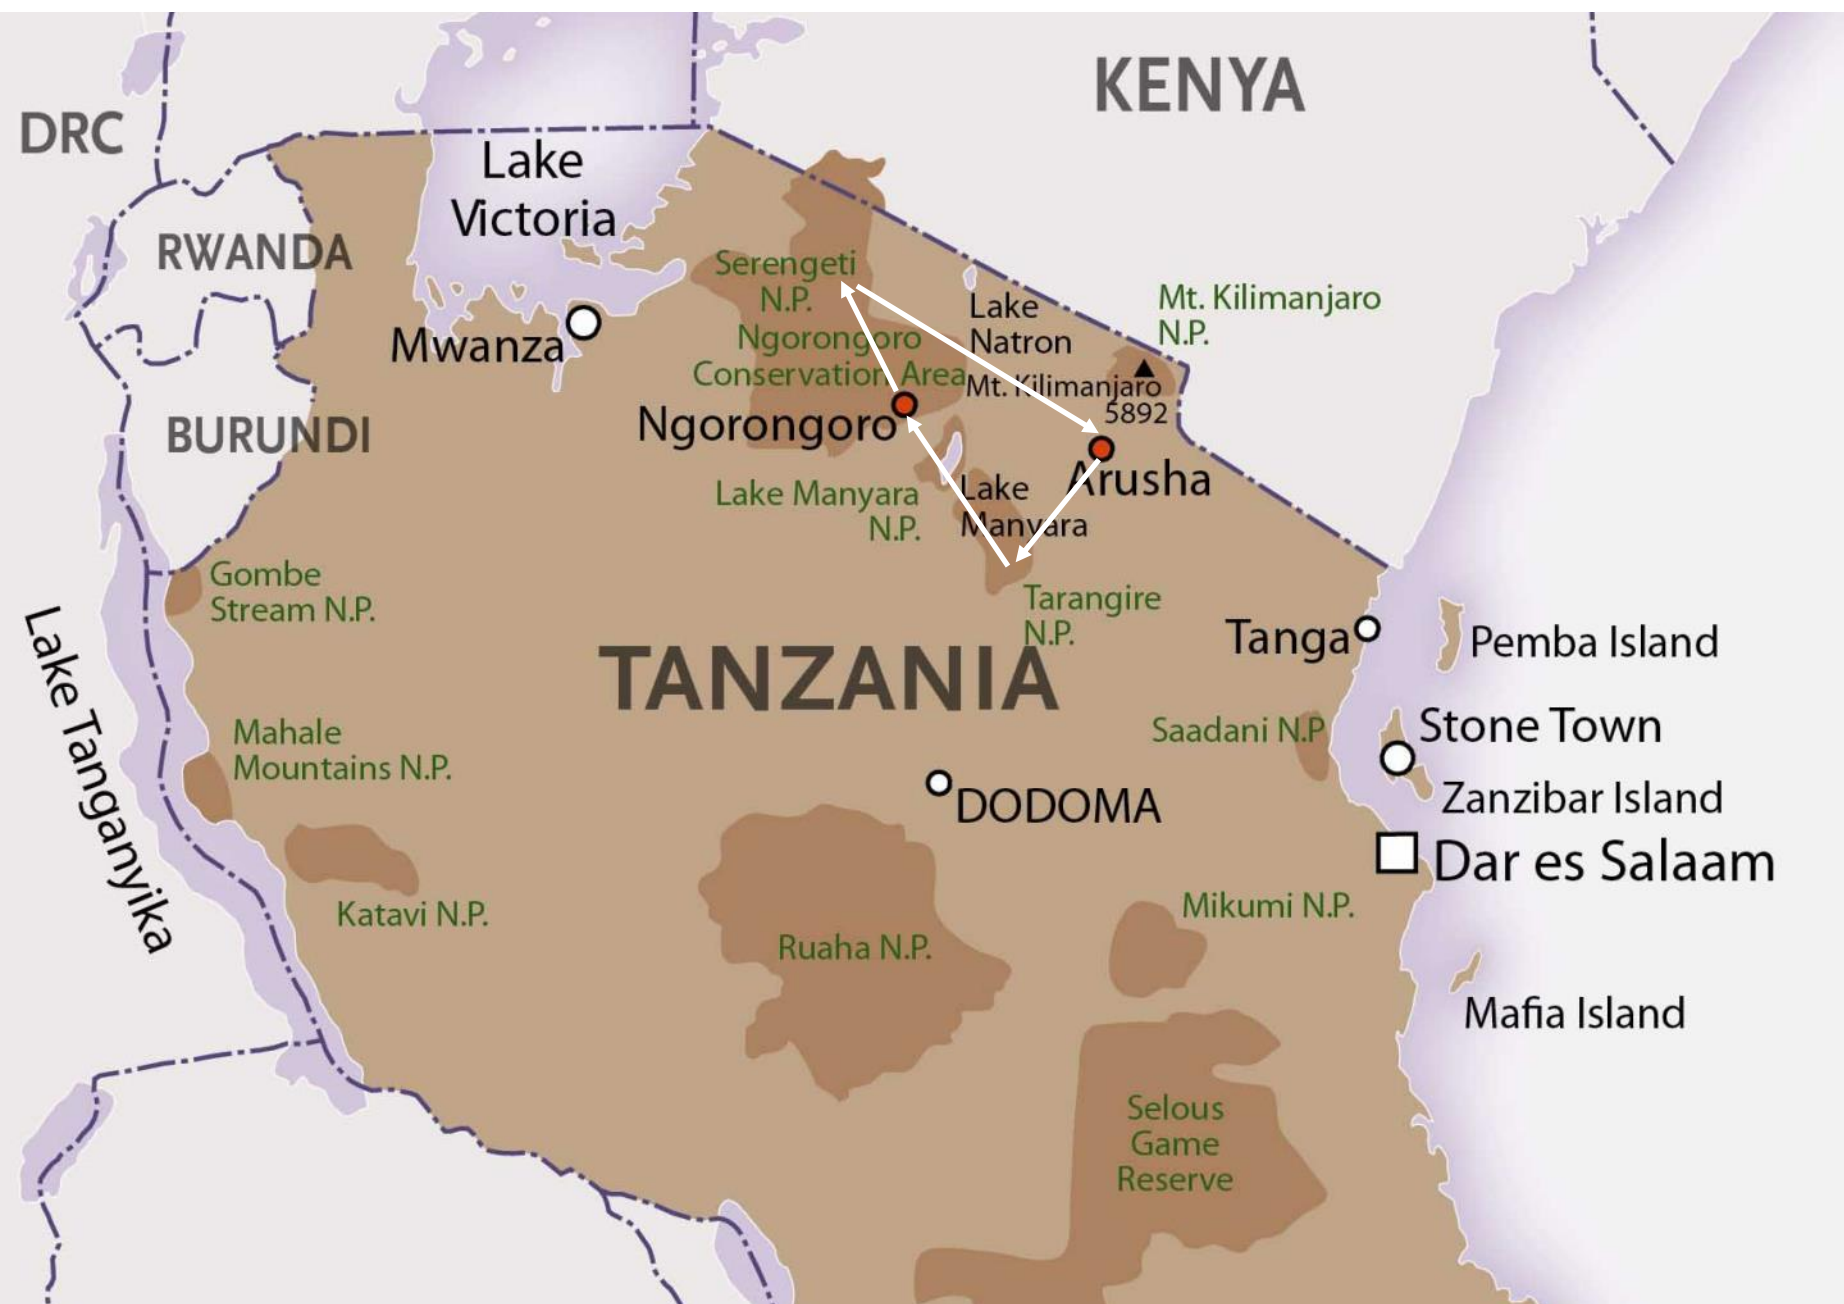 KENYA
DRC
Lake
Victoria
RWANDA
Serengeti
N.P.
Mt. Kilimanjaro
N.P.
Lake
Natron
Ngorongoro
Conservation Area
Mwanza
Mt. Kilimanjaro
5892
Ngorongoro
BURUNDI
Arusha
Lake Manyara
N.P.
Lake
Manyara
Gombe
Stream N.P.
Tarangire
N.P.
Lake Tanganyika
TANZANIA
Tanga
Pemba Island
Mahale
Mountains N.P.
Saadani N.P
Stone Town
Zanzibar Island
DODOMA
Dar es Salaam
Katavi N.P.
Ruaha N.P.
Mikumi N.P.
Mafia Island
Selous
Game
Reserve